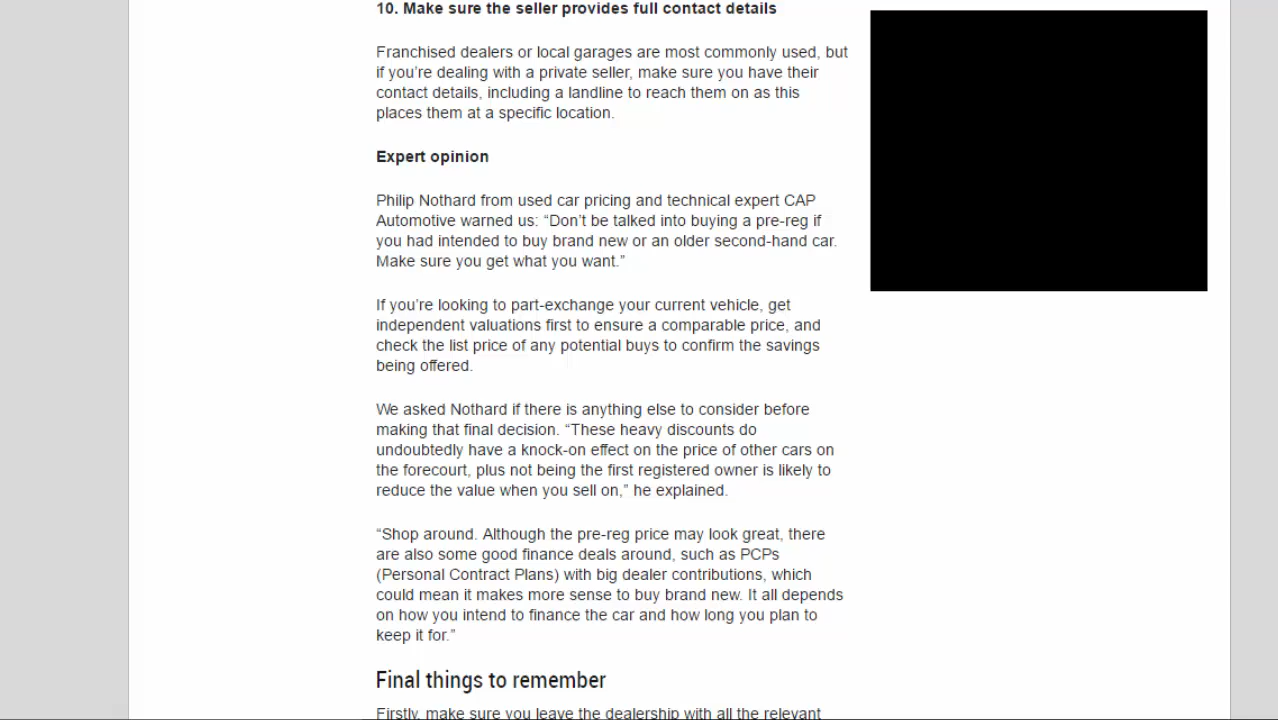 10. Make sure the seller provides full contact details
Franchised dealers or local garages are most commonly used, but
if you’re dealing with a private seller, make sure you have their
contact details, including a landline to reach them on as this
places them at a specific location.
Expert opinion
Philip Nothard from used car pricing and technical expert CAP
Automotive warned us: “Don’t be talked into buying a pre-reg if
you had intended to buy brand new or an older second-hand car.
Make sure you get what you want.”
If you’re looking to part-exchange your current vehicle, get
independent valuations first to ensure a comparable price, and
check the list price of any potential buys to confirm the savings
being offered.
We asked Nothard if there is anything else to consider before
making that final decision. “These heavy discounts do
undoubtedly have a knock-on effect on the price of other cars on
the forecourt, plus not being the first registered owner is likely to
reduce the value when you sell on,” he explained.
“Shop around. Although the pre-reg price may look great, there
are also some good finance deals around, such as PCPs
(Personal Contract Plans) with big dealer contributions, which
could mean it makes more sense to buy brand new. It all depends
on how you intend to finance the car and how long you plan to
keep it for.”
Final things to remember
Firstly, make sure you leave the dealership with all the relevant